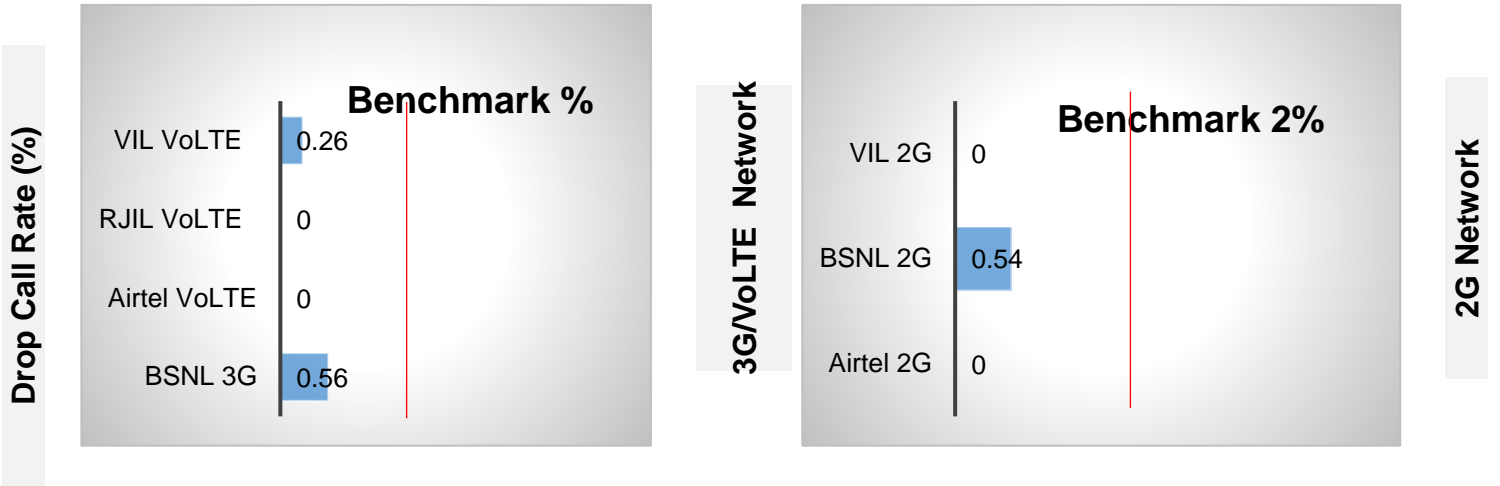 Drop Call Rate (%)
Benchmark %
VIL VoLTE 0.26
RJIL VoLTE 0
Airtel VoLTE 0
BSNL 3G 0.56
3G/VoLTE Network
Benchmark 2%
VIL 2G 0
BSNL 2G 0.54
Airtel 2G 0
2G Network